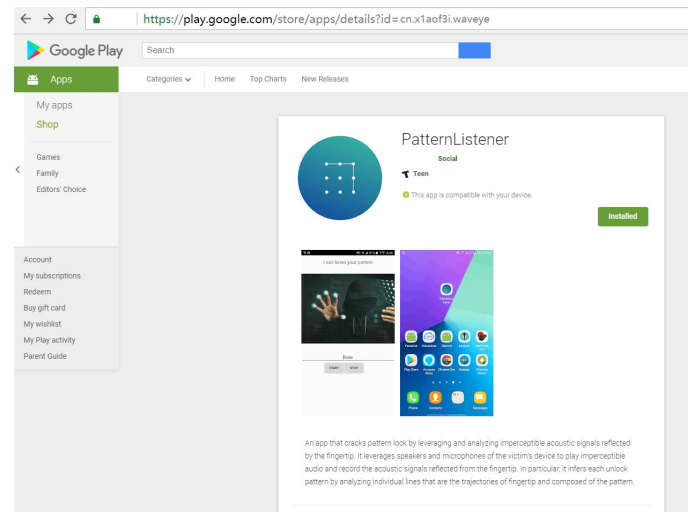 https://play.google.com/store/apps/details?id=cn.x1aof3i.waveye
Google Play
Search
Apps
Categories
Home
Top Charts
New Releases
My apps
Shop
Games
Family
Editors' Choice
Account
My subscriptions
Redeem
Buy gift card
My wishlist
My Play activity
Parent Guide
PatternListener
Social
Teen
This app is compatible with your device.
Installed
I can listen your pattern
START
STOP
Play Store
Phone
Contacts
Messages
An app that cracks pattern lock by leveraging and analyzing imperceptible acoustic signals reflected
by the fingertip. It leverages speakers and microphones of the victim's device to play imperceptible
audio and record the acoustic signals reflected from the fingertip. In particular, it infers each unlock
pattern by analyzing individual lines that are the trajectories of fingertip and composed of the pattern.